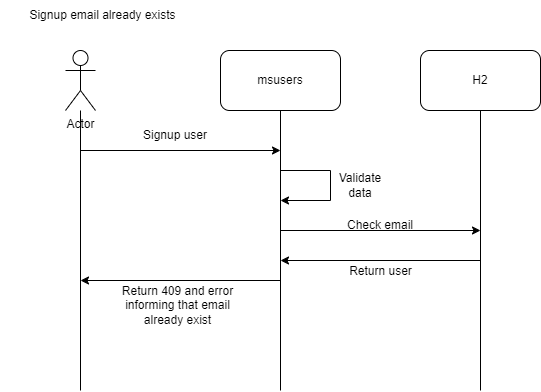 Signup email already exists
msusers
H2
Actor
Signup user
Validate
data
Check email
Return user
Return 409 and error
informing that email
already exist